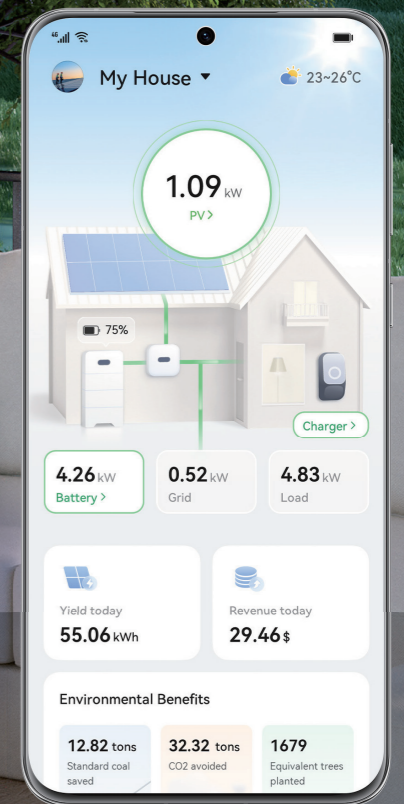 4G
My House
23~26°C
1.09 kW
PV >
75%
Charger >
4.26 kW
Battery >
0.52 kW
Grid
4.83 kW
Load
Yield today
55.06 kWh
Revenue today
29.46 $
Environmental Benefits
12.82 tons
Standard coal
saved
32.32 tons
CO2 avoided
1679
Equivalent trees
planted